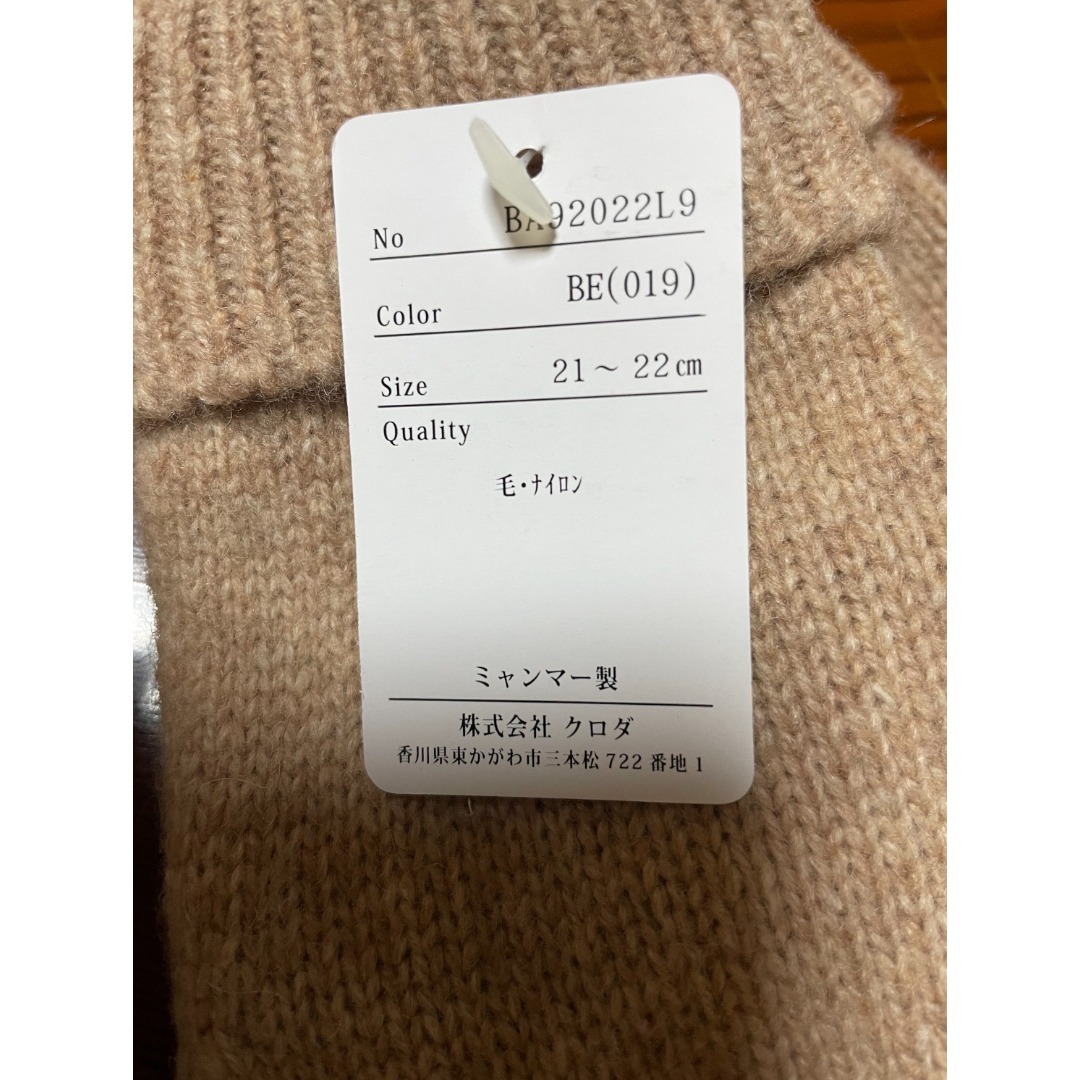 No BA92022L9
Color BE(019)
Size 21～22㎝
Quality
毛・ﾅｲﾛﾝ
ミャンマー製
株式会社 クロダ
香川県東かがわ市三本松722番地1